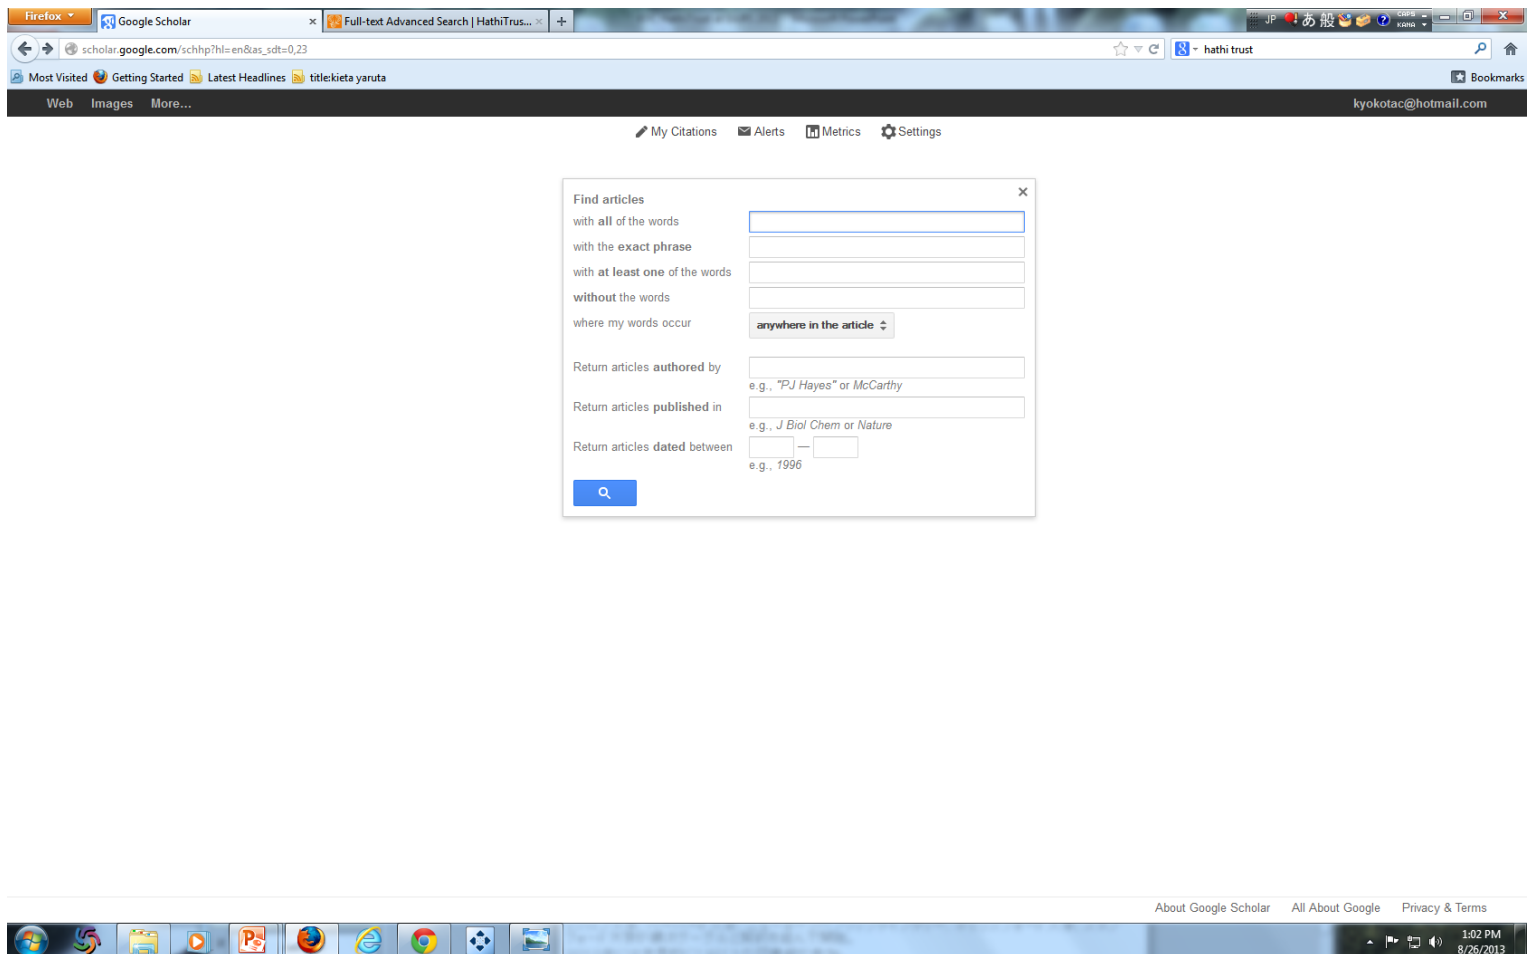 Firefox
Google Scholar
Full-text Advanced Search | HathiTrus...
JP あ 般 CAPS KANA
scholar.google.com/schhp?hl=en&as_sdt=0,23
hathi trust
Most Visited Getting Started Latest Headlines title:kieta yaruta
Bookmarks
Web Images More...
kyokotac@hotmail.com
My Citations Alerts Metrics Settings
Find articles
with all of the words
with the exact phrase
with at least one of the words
without the words
where my words occur anywhere in the article
Return articles authored by
e.g., "PJ Hayes" or McCarthy
Return articles published in
e.g., J Biol Chem or Nature
Return articles dated between —
e.g., 1996
About Google Scholar All About Google Privacy & Terms
1:02 PM
8/26/2013